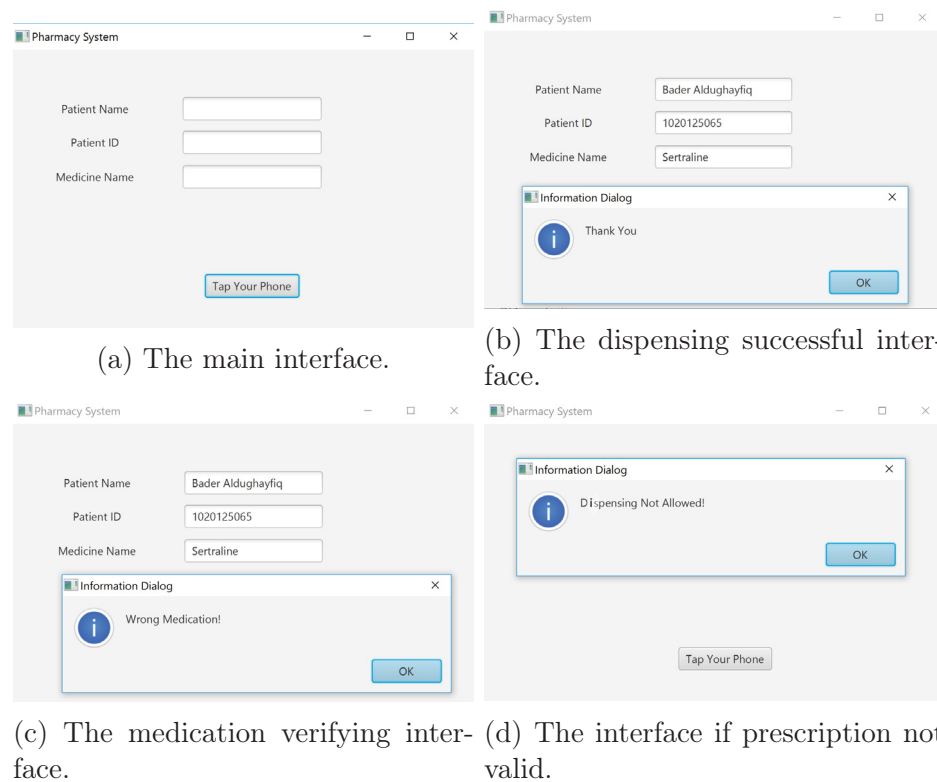 Pharmacy System
Patient Name
Patient ID
Medicine Name
Tap Your Phone
(a) The main interface.
Pharmacy System
Patient Name Bader Aldughayfiq
Patient ID 1020125065
Medicine Name Sertraline
Information Dialog
Thank You
OK
(b) The dispensing successful inter-
face.
Pharmacy System
Patient Name Bader Aldughayfiq
Patient ID 1020125065
Medicine Name Sertraline
Information Dialog
Wrong Medication!
OK
(c) The medication verifying inter-
face.
Pharmacy System
Information Dialog
Dispensing Not Allowed!
OK
Tap Your Phone
(d) The interface if prescription not
valid.